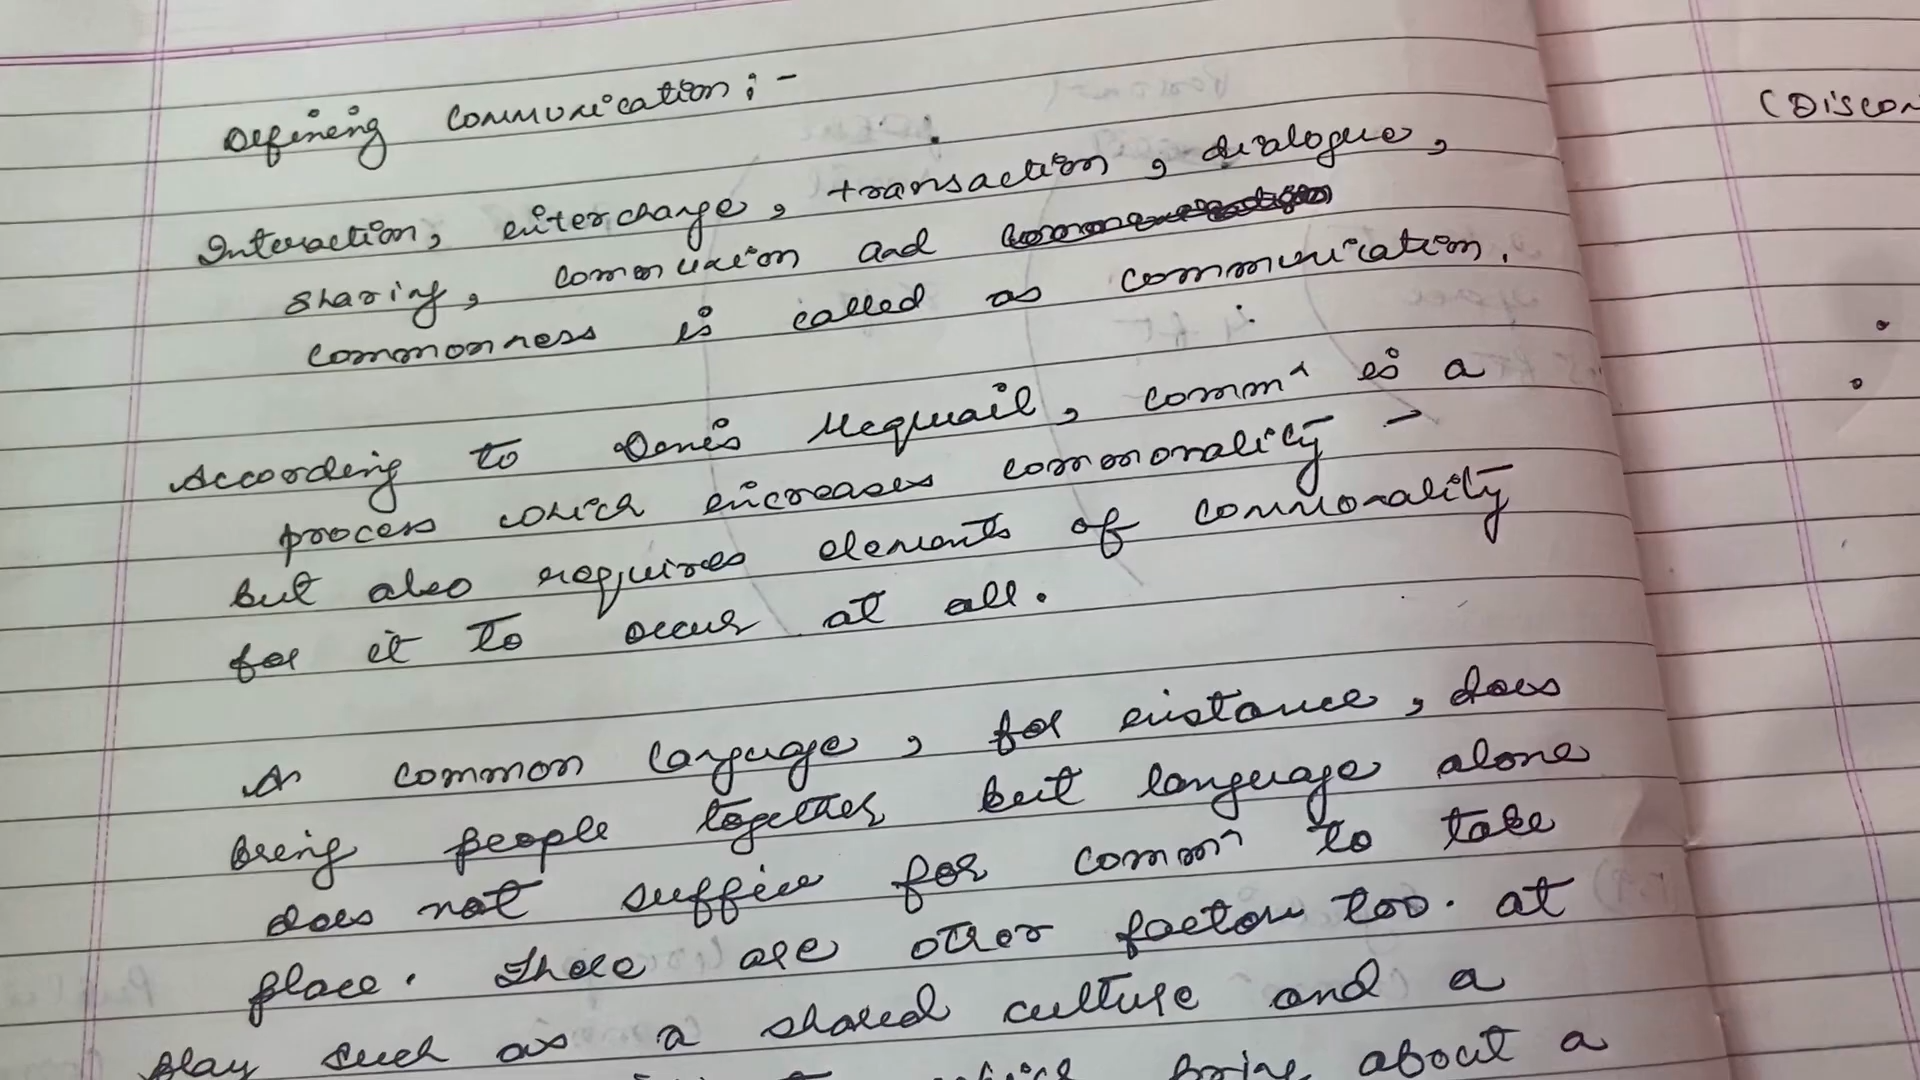 Defining Communication :-
Interaction, interchange, transaction, dialogue,
sharing, communion and
commonness is called as communication.
According to Denis Mcquail, commⁿ is a
process which increases commonality -
but also requires elements of commonality
for it to occur at all.
A common language, for instance, does
bring people together but language alone
does not suffice for commⁿ to take
place. There are other factors too. at
play such as a shared culture and a
bring about a
(Discon